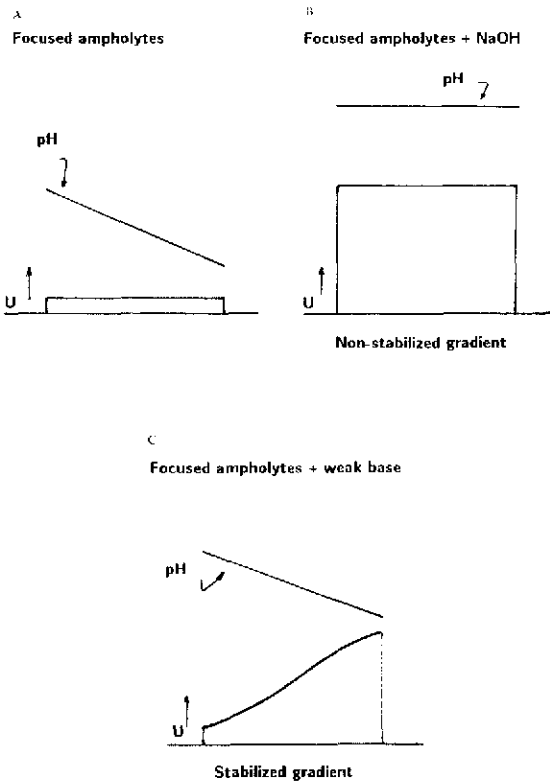 A
Focused ampholytes
pH
U
B
Focused ampholytes + NaOH
pH
U
Non-stabilized gradient
C
Focused ampholytes + weak base
pH
U
Stabilized gradient